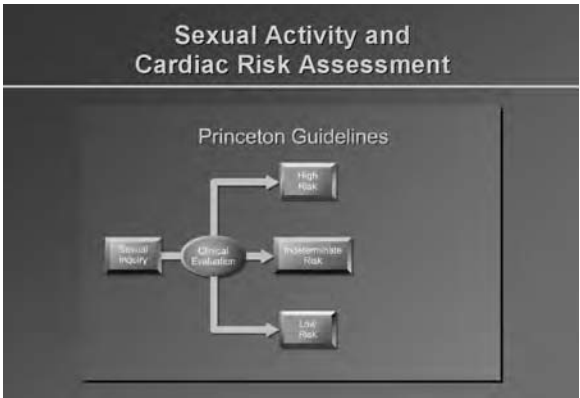 Sexual Activity and
Cardiac Risk Assessment
Princeton Guidelines
High
Risk
Sexual
Inquiry
Clinical
Evaluation
Indeterminate
Risk
Low
Risk